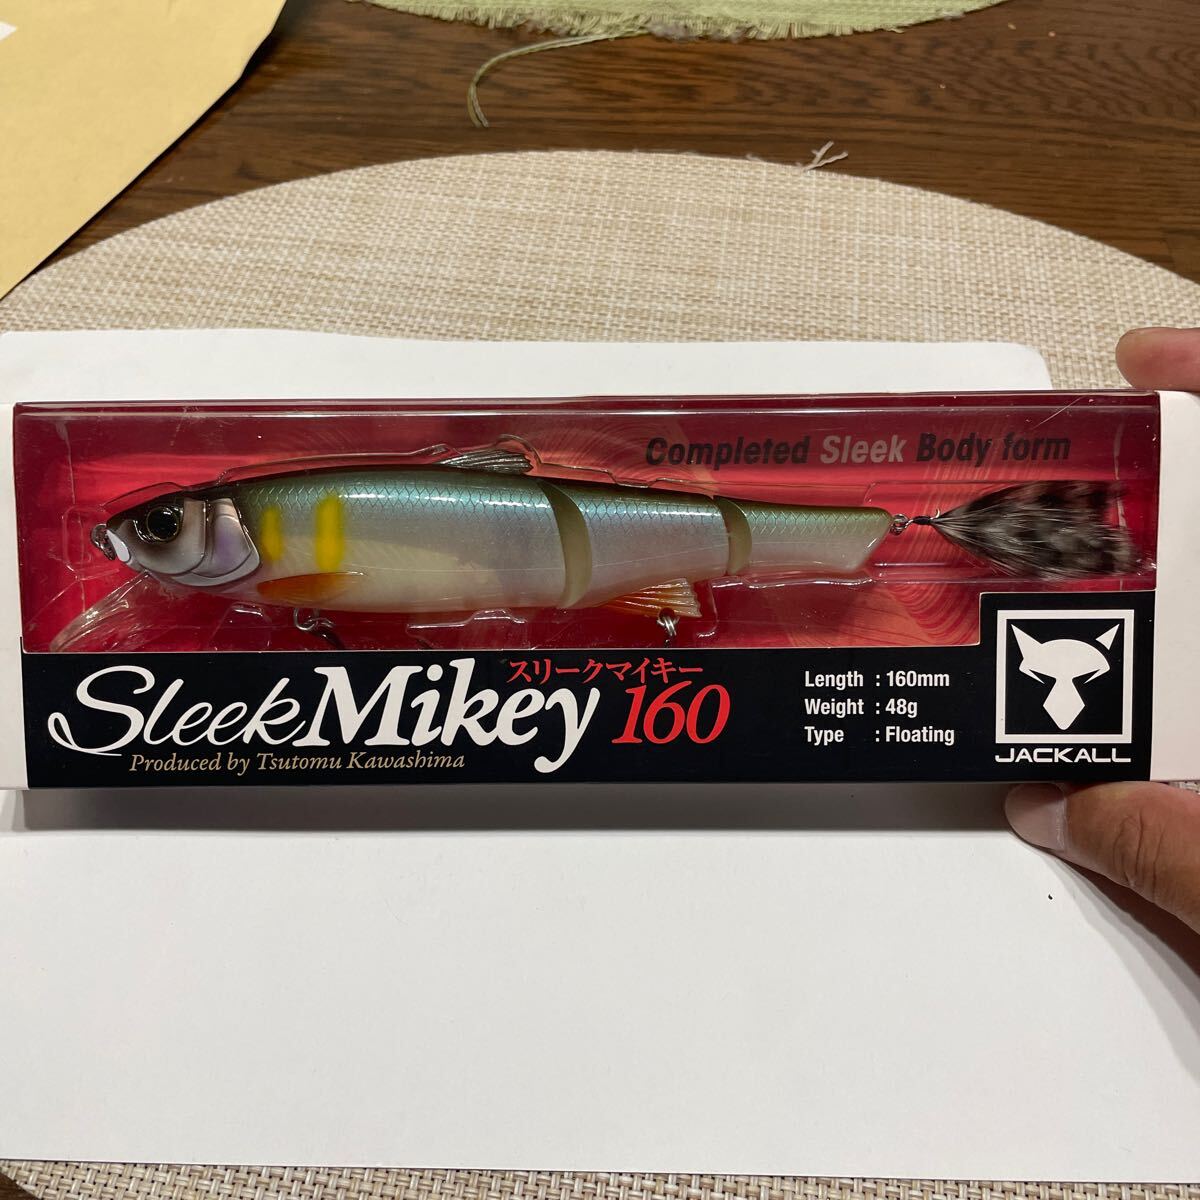 Completed Sleek Body form
スリークマイキー
SleekMikey 160
Produced by Tsutomu Kawashima
Length : 160mm
Weight : 48g
Type : Floating
JACKALL